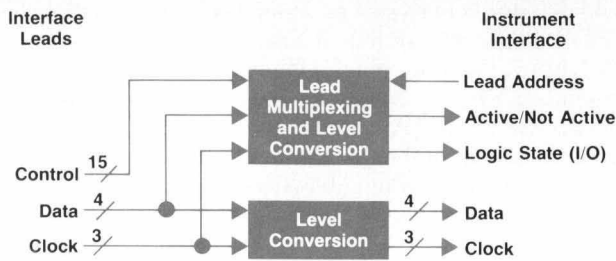 Interface
Leads
Instrument
Interface
Lead
Multiplexing
and Level
Conversion
Lead Address
Active/Not Active
Logic State (I/O)
Control 15
Data 4
Clock 3
Level
Conversion
4 Data
3 Clock